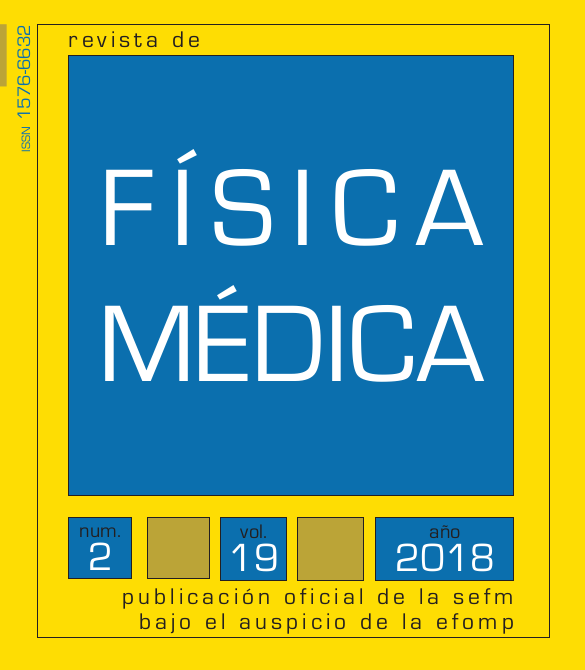 ISSN 1576-6632
revista de
FÍSICA
MÉDICA
num.
2
vol.
19
año
2018
publicación oficial de la sefm
bajo el auspicio de la efomp